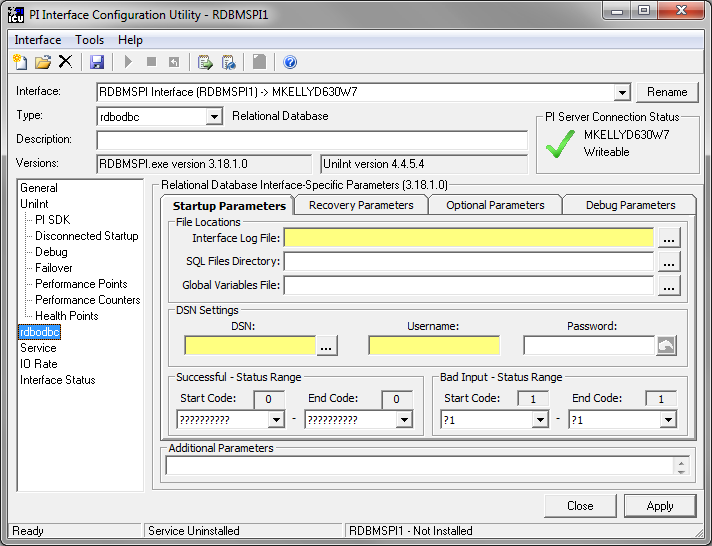 PI Interface Configuration Utility - RDBMSPI1
Interface Tools Help
Interface: RDBMSPI Interface (RDBMSPI1) -> MKELLYD630W7 Rename
Type: rdbodbc Relational Database
PI Server Connection Status
MKELLYD630W7
Writeable
Description:
Versions: RDBMSPI.exe version 3.18.1.0 UniInt version 4.4.5.4
General
UniInt
PI SDK
Disconnected Startup
Debug
Failover
Performance Points
Performance Counters
Health Points
rdbodbc
Service
IO Rate
Interface Status
Relational Database Interface-Specific Parameters (3.18.1.0)
Startup Parameters Recovery Parameters Optional Parameters Debug Parameters
File Locations
Interface Log File: ...
SQL Files Directory: ...
Global Variables File: ...
DSN Settings
DSN: Username: Password:
...
Successful - Status Range
Start Code: 0 End Code: 0
?????????? - ??????????
Bad Input - Status Range
Start Code: 1 End Code: 1
?1 - ?1
Additional Parameters
Close Apply
Ready Service Uninstalled RDBMSPI1 - Not Installed